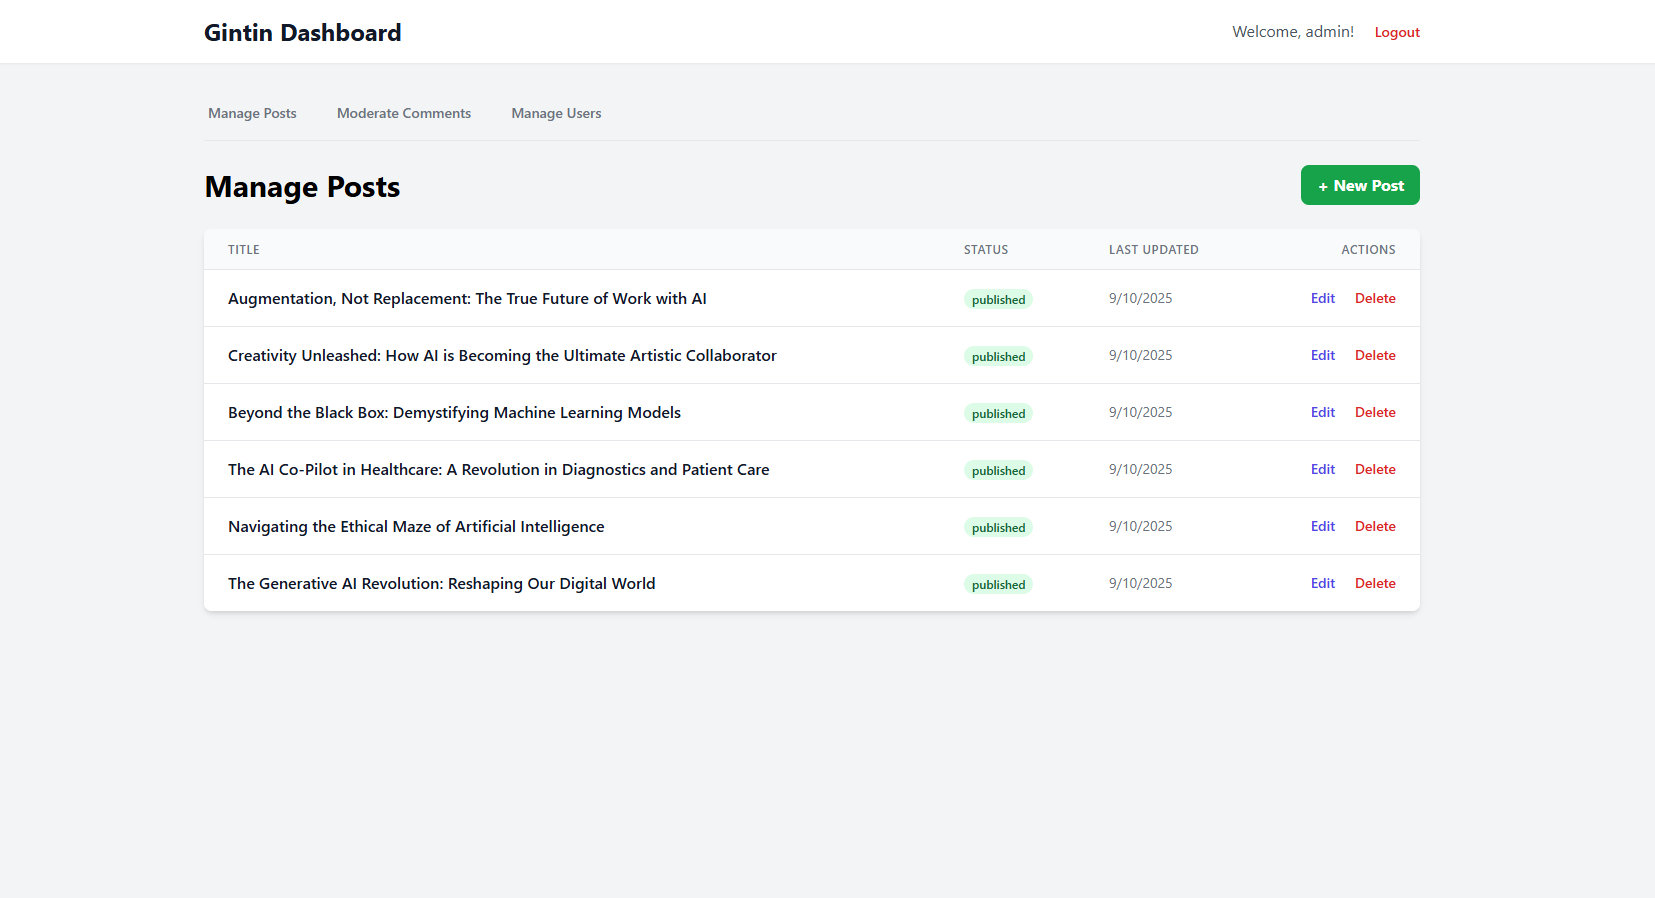 Gintin Dashboard
Welcome, admin! Logout
Manage Posts Moderate Comments Manage Users
Manage Posts
+ New Post
TITLE STATUS LAST UPDATED ACTIONS
Augmentation, Not Replacement: The True Future of Work with AI published 9/10/2025 Edit Delete
Creativity Unleashed: How AI is Becoming the Ultimate Artistic Collaborator published 9/10/2025 Edit Delete
Beyond the Black Box: Demystifying Machine Learning Models published 9/10/2025 Edit Delete
The AI Co-Pilot in Healthcare: A Revolution in Diagnostics and Patient Care published 9/10/2025 Edit Delete
Navigating the Ethical Maze of Artificial Intelligence published 9/10/2025 Edit Delete
The Generative AI Revolution: Reshaping Our Digital World published 9/10/2025 Edit Delete